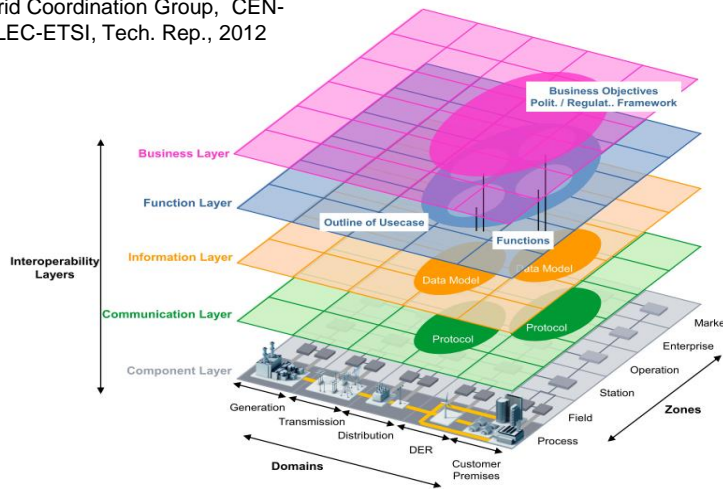 rid Coordination Group, CEN-
LEC-ETSI, Tech. Rep., 2012
Business Objectives
Polit. / Regulat.. Framework
Business Layer
Function Layer
Outline of Usecase
Functions
Interoperability
Layers
Information Layer
Data Model
ata Model
Communication Layer
Protocol
Protocol
Component Layer
Marke
Enterprise
Operation
Station
Field
Process
Zones
Generation
Transmission
Distribution
DER
Customer
Premises
Domains